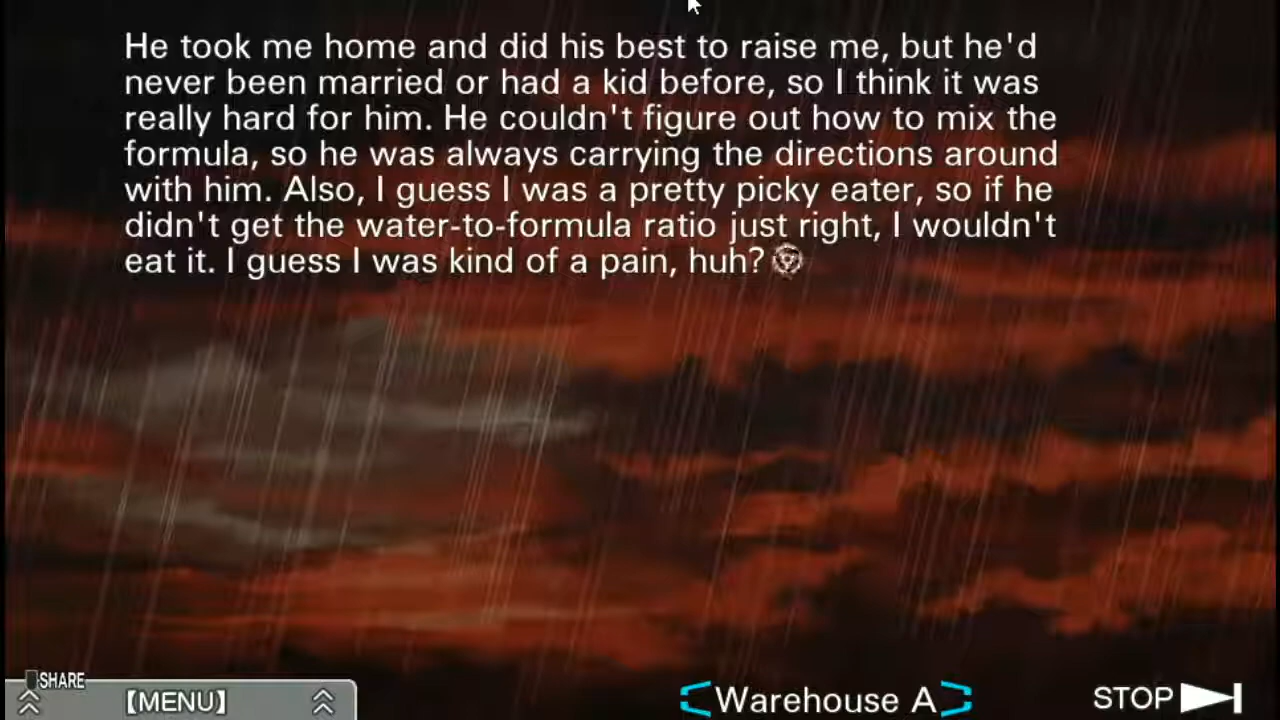 He took me home and did his best to raise me, but he'd
never been married or had a kid before, so I think it was
really hard for him. He couldn't figure out how to mix the
formula, so he was always carrying the directions around
with him. Also, I guess I was a pretty picky eater, so if he
didn't get the water-to-formula ratio just right, I wouldn't
eat it. I guess I was kind of a pain, huh?
SHARE
【MENU】
Warehouse A
STOP